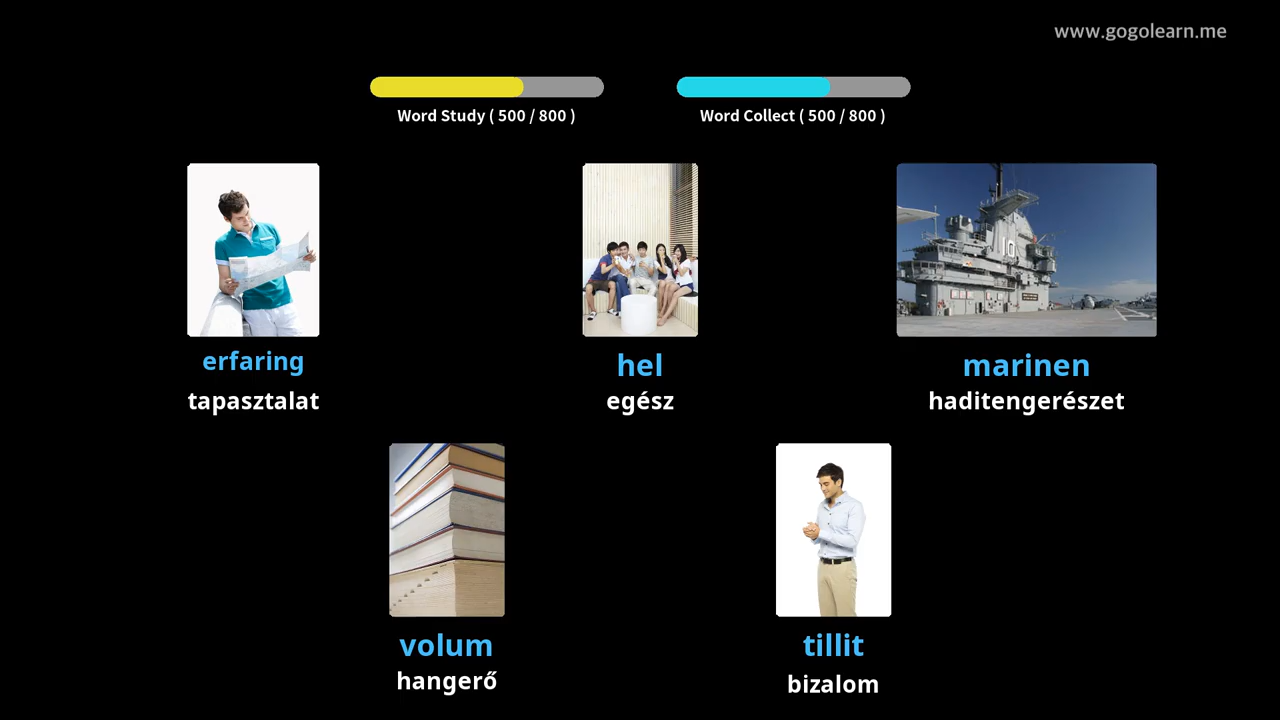 www.gogolearn.me
Word Study ( 500 / 800 )
Word Collect ( 500 / 800 )
10
erfaring
tapasztalat
hel
egész
marinen
haditengerészet
volum
hangerő
tillit
bizalom